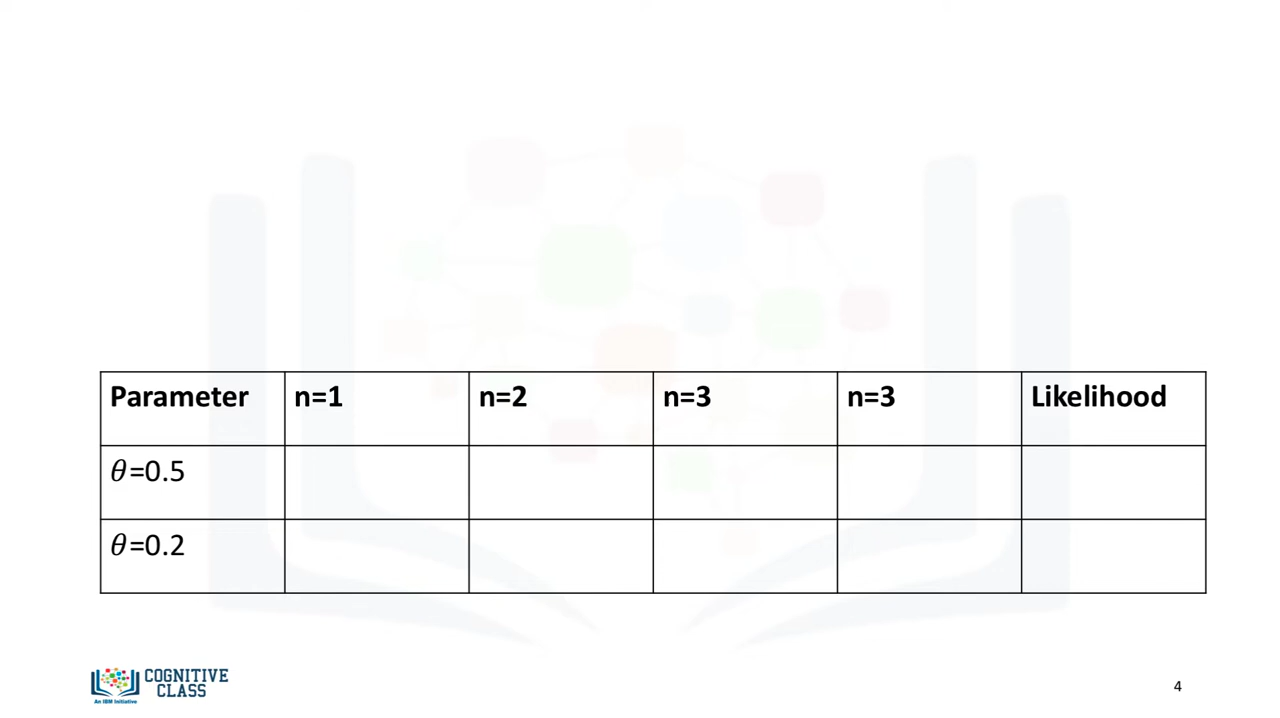 Parameter n=1 n=2 n=3 n=3 Likelihood
θ=0.5
θ=0.2
COGNITIVE
CLASS
An IBM Initiative
4